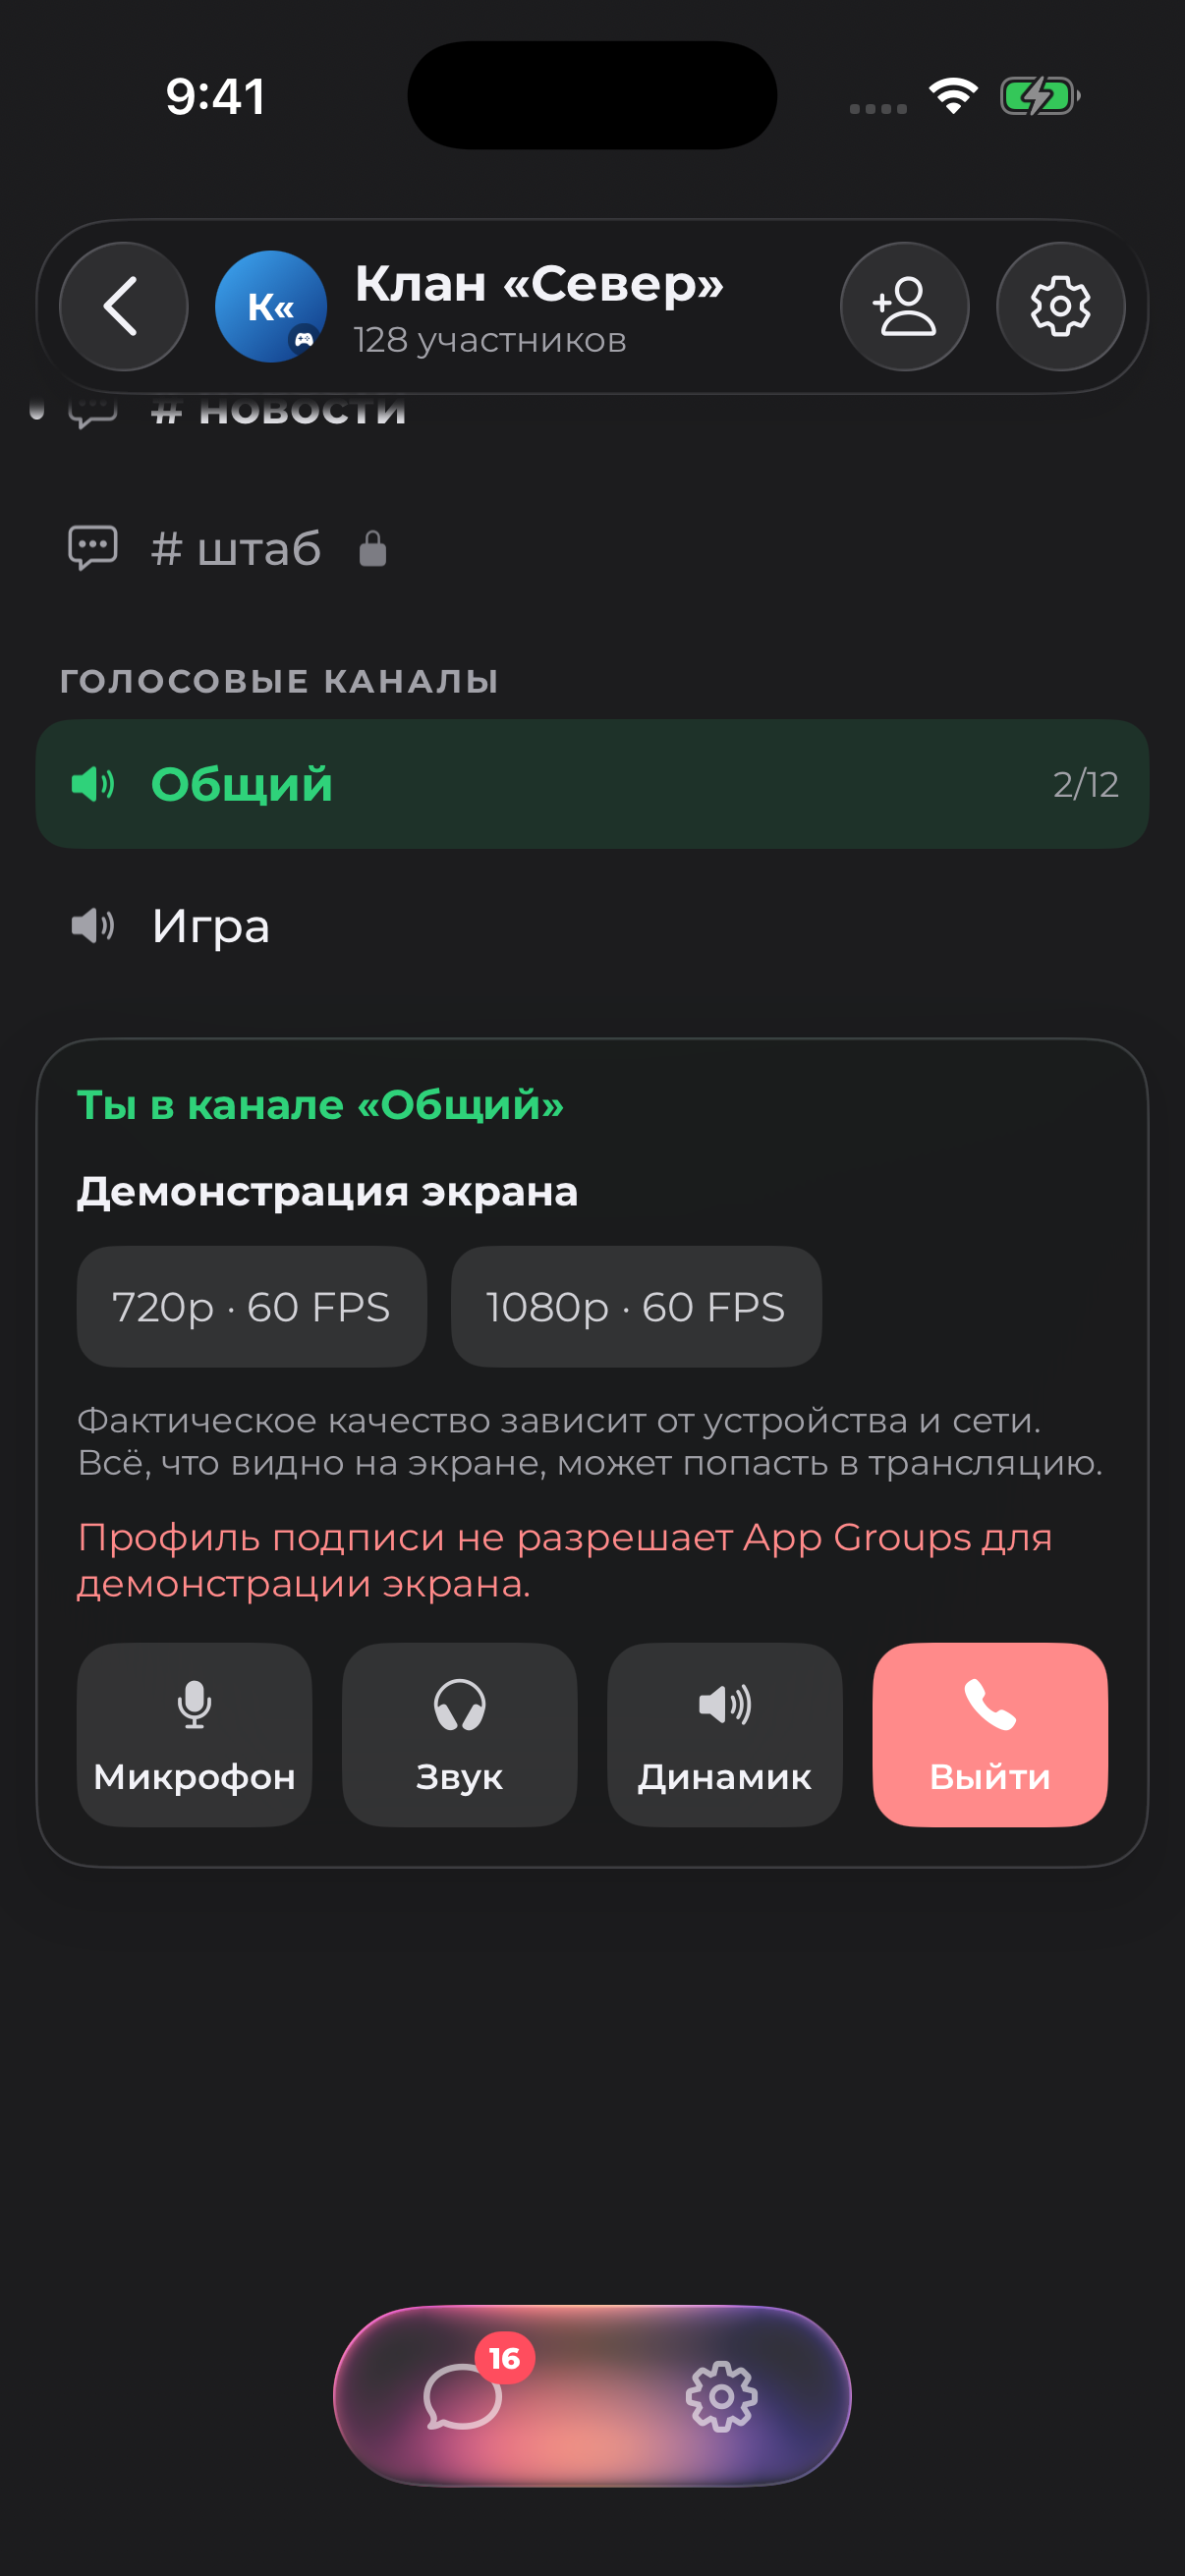 9:41
К«
Клан «Север»
128 участников
# новости
# штаб
ГОЛОСОВЫЕ КАНАЛЫ
Общий
2/12
Игра
Ты в канале «Общий»
Демонстрация экрана
720p · 60 FPS
1080p · 60 FPS
Фактическое качество зависит от устройства и сети.
Всё, что видно на экране, может попасть в трансляцию.
Профиль подписи не разрешает App Groups для
демонстрации экрана.
Микрофон
Звук
Динамик
Выйти
16